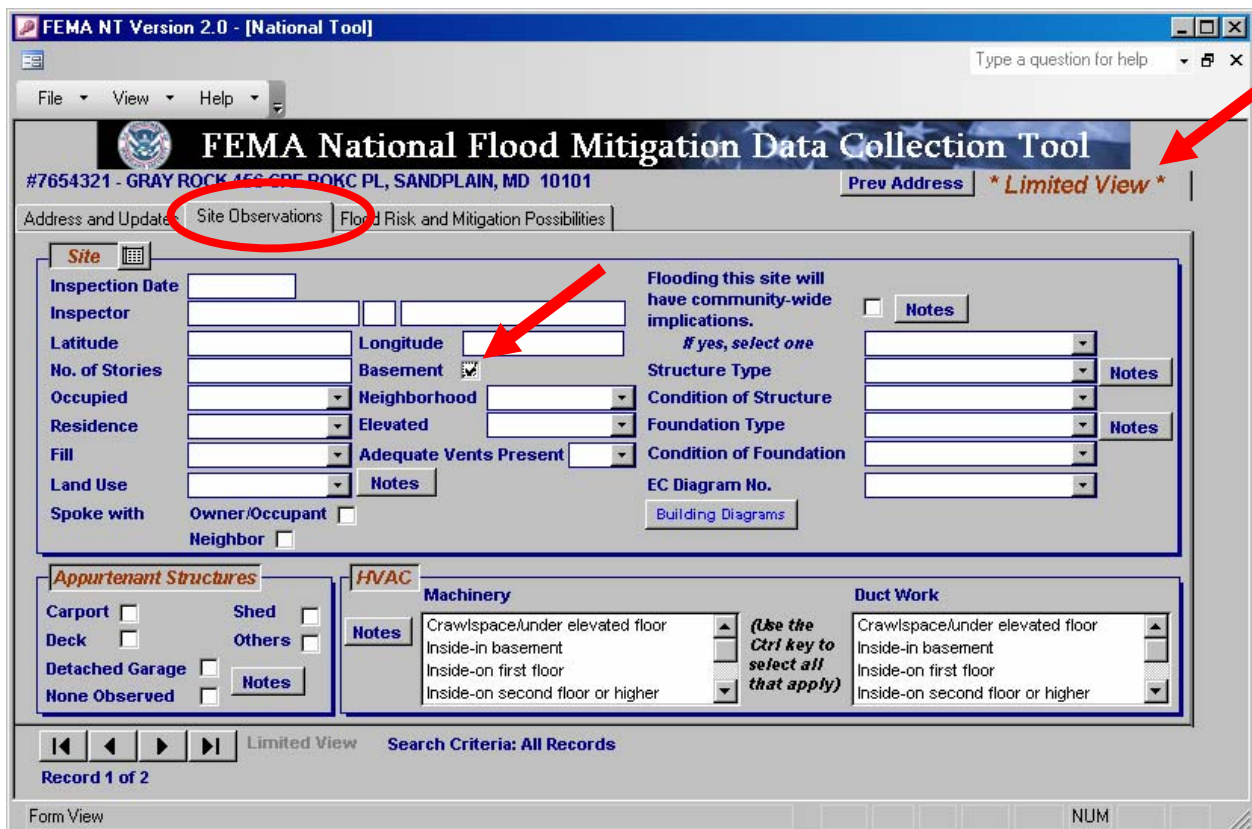 FEMA NT Version 2.0 - [National Tool]
Type a question for help
File View Help
FEMA National Flood Mitigation Data Collection Tool
#7654321 - GRAY ROCK 456 PL, SANDPLAIN, MD 10101
Prev Address * Limited View *
Address and Updates Site Observations Flood Risk and Mitigation Possibilities
Site
Inspection Date
Inspector
Latitude Longitude
No. of Stories Basement
Occupied Neighborhood
Residence Elevated
Fill Adequate Vents Present
Land Use Notes
Spoke with Owner/Occupant
Neighbor
Flooding this site will
have community-wide
implications.
Notes
If yes, select one
Structure Type Notes
Condition of Structure
Foundation Type Notes
Condition of Foundation
EC Diagram No.
Building Diagrams
Appurtenant Structures
Carport Shed
Deck Others
Detached Garage
None Observed
Notes
HVAC
Notes
Machinery
Crawlspace/under elevated floor
Inside-in basement
Inside-on first floor
Inside-on second floor or higher
(Use the
Ctrl key to
select all
that apply)
Duct Work
Crawlspace/under elevated floor
Inside-in basement
Inside-on first floor
Inside-on second floor or higher
Limited View Search Criteria: All Records
Record 1 of 2
Form View NUM